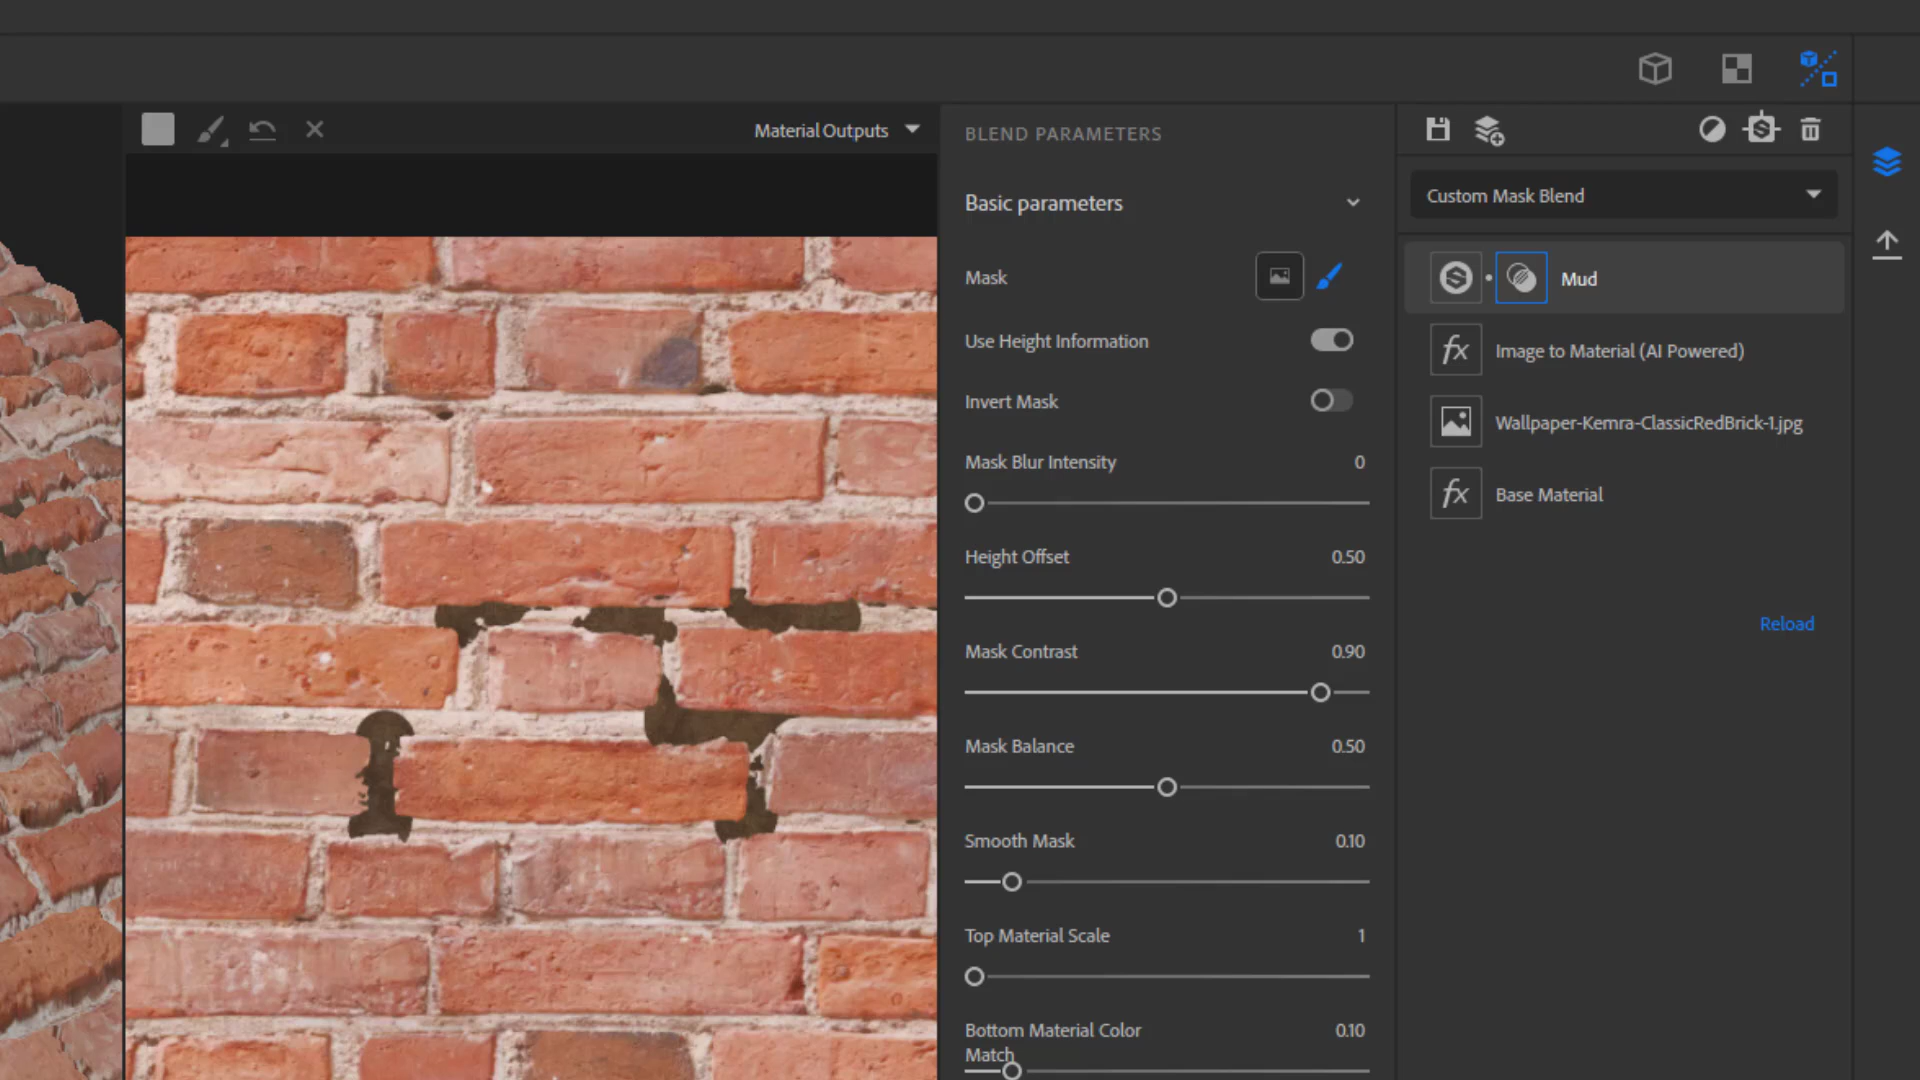 Material Outputs
BLEND PARAMETERS
Basic parameters
Mask
Use Height Information
Invert Mask
Mask Blur Intensity 0
Height Offset 0.50
Mask Contrast 0.90
Mask Balance 0.50
Smooth Mask 0.10
Top Material Scale 1
Bottom Material Color
Match 0.10
Custom Mask Blend
Mud
fx Image to Material (AI Powered)
Wallpaper-Kemra-ClassicRedBrick-1.jpg
fx Base Material
Reload